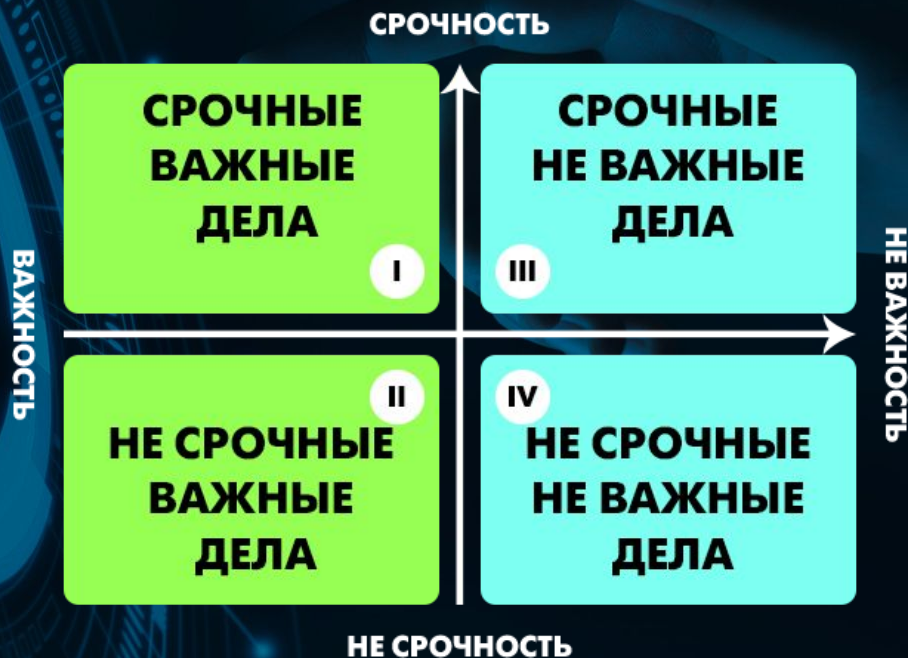 СРОЧНОСТЬ
СРОЧНЫЕ
ВАЖНЫЕ
ДЕЛА
I
СРОЧНЫЕ
НЕ ВАЖНЫЕ
ДЕЛА
III
ВАЖНОСТЬ
НЕ ВАЖНОСТЬ
II
НЕ СРОЧНЫЕ
ВАЖНЫЕ
ДЕЛА
IV
НЕ СРОЧНЫЕ
НЕ ВАЖНЫЕ
ДЕЛА
НЕ СРОЧНОСТЬ